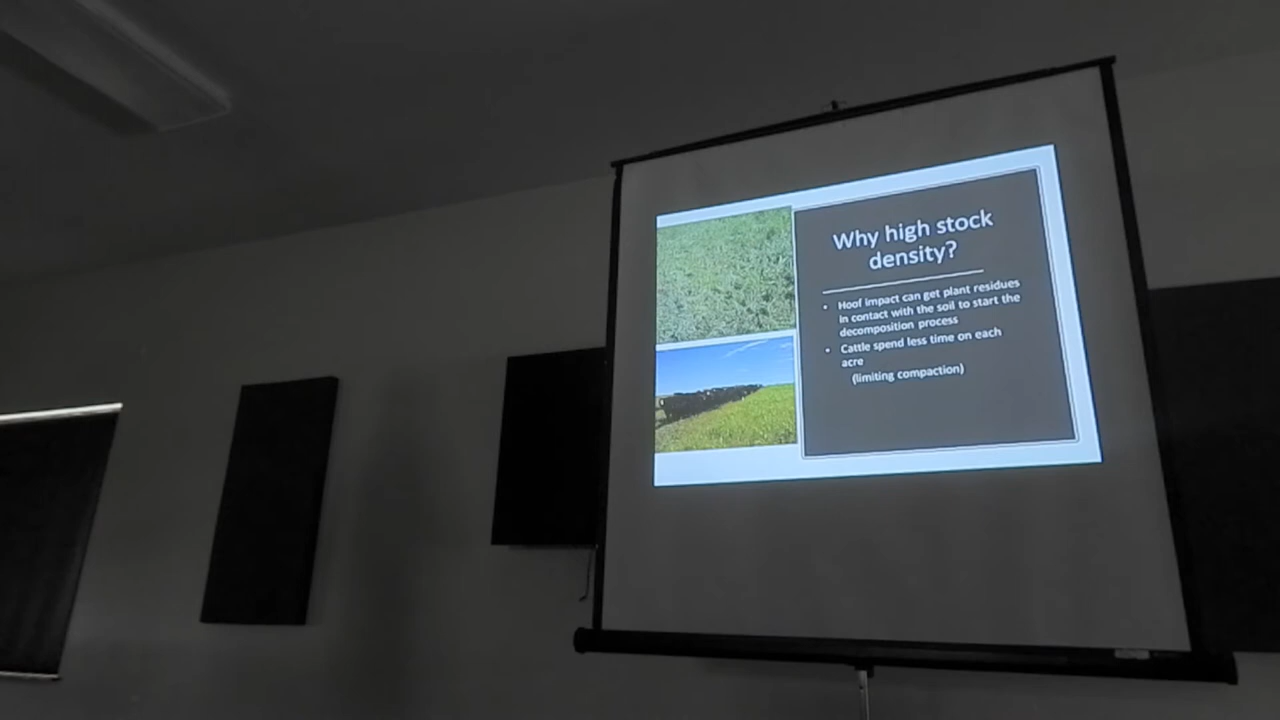 Why high stock
density?
• Hoof impact can get plant residues
in contact with the soil to start the
decomposition process
• Cattle spend less time on each
acre
(limiting compaction)